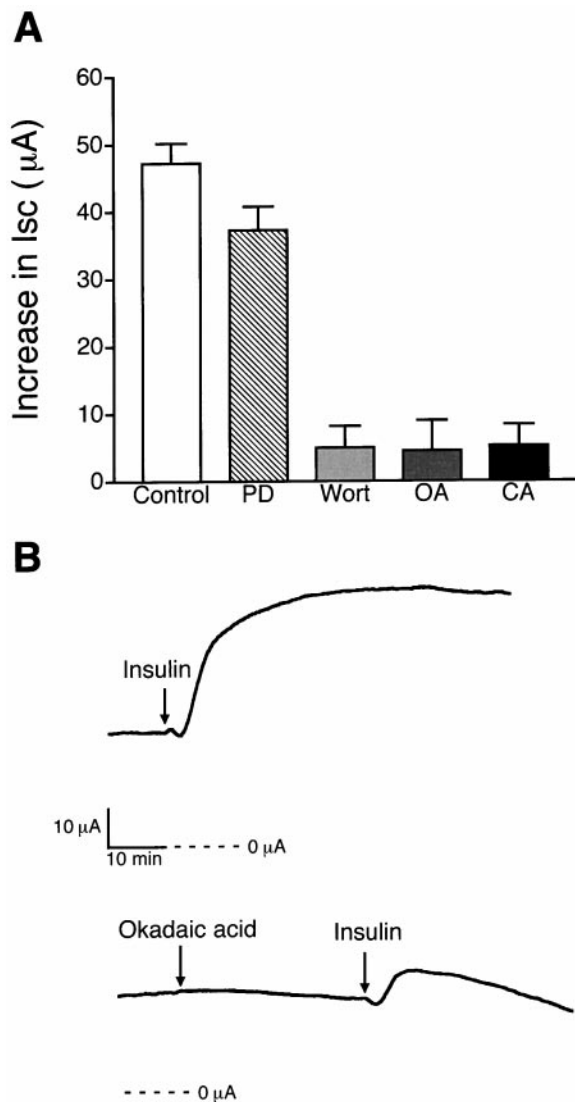 A
Increase in Isc ( μA)
60
50
40
30
20
10
0
Control PD Wort OA CA
B
Insulin
10 μA
10 min
0 μA
Okadaic acid Insulin
0 μA